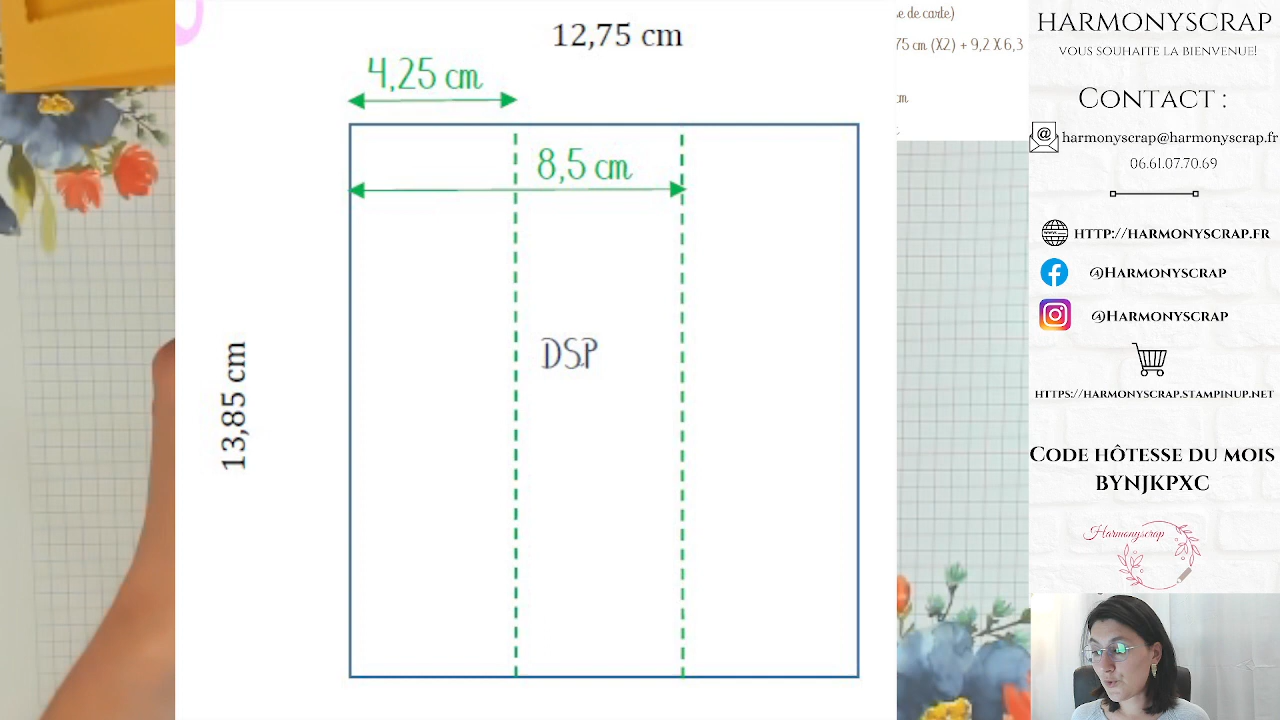 12,75 cm
4,25 cm
8,5 cm
DSP
13,85 cm
se de carte)
75 cm (X2) + 9,2 X 6,3
cm
HARMONYSCRAP
VOUS SOUHAITE LA BIENVENUE!
CONTACT :
@
harmonyscrap@harmonyscrap.fr
06.61.07.70.69
HTTP://HARMONYSCRAP.FR
@HARMONYSCRAP
@HARMONYSCRAP
HTTPS://HARMONYSCRAP.STAMPINUP.NET
CODE HÔTESSE DU MOIS
BYNJKPXC
Harmonyscrap